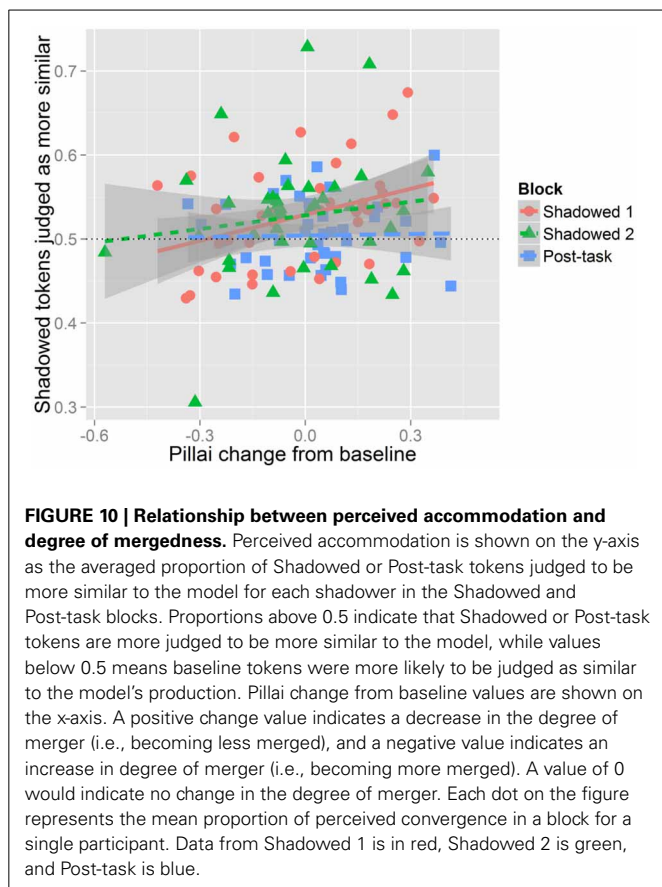 Shadowed tokens judged as more similar
0.7
0.6
0.5
0.4
0.3
-0.6
-0.3
0.0
0.3
Pillai change from baseline
Block
Shadowed 1
Shadowed 2
Post-task
FIGURE 10 | Relationship between perceived accommodation and
degree of mergedness. Perceived accommodation is shown on the y-axis
as the averaged proportion of Shadowed or Post-task tokens judged to be
more similar to the model for each shadower in the Shadowed and
Post-task blocks. Proportions above 0.5 indicate that Shadowed or Post-task
tokens are more judged to be more similar to the model, while values
below 0.5 means baseline tokens were more likely to be judged as similar
to the model's production. Pillai change from baseline values are shown on
the x-axis. A positive change value indicates a decrease in the degree of
merger (i.e., becoming less merged), and a negative value indicates an
increase in degree of merger (i.e., becoming more merged). A value of 0
would indicate no change in the degree of merger. Each dot on the figure
represents the mean proportion of perceived convergence in a block for a
single participant. Data from Shadowed 1 is in red, Shadowed 2 is green,
and Post-task is blue.